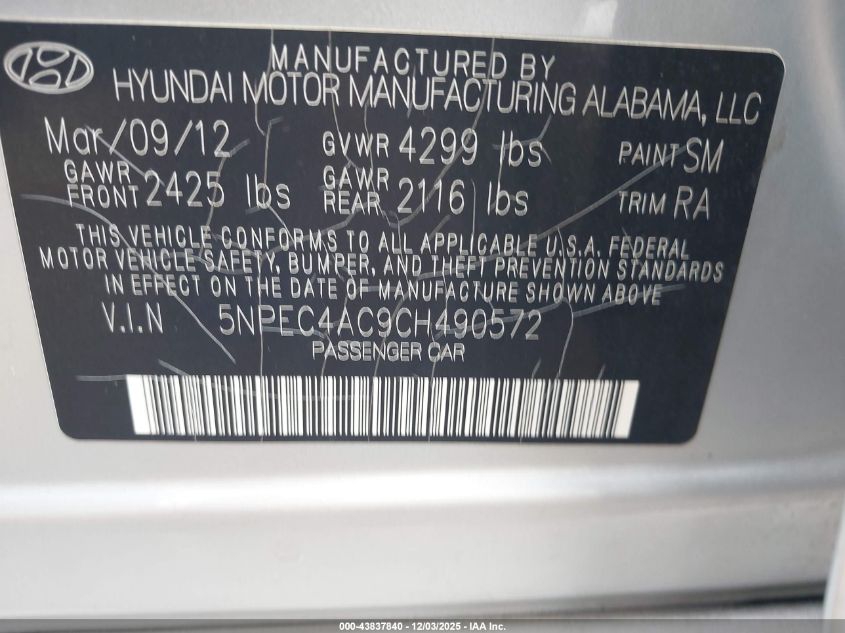 MANUFACTURED BY
HYUNDAI MOTOR MANUFACTURING ALABAMA, LLC
Mar/09/12 GVWR 4299 lbs PAINT SM
GAWR FRONT 2425 lbs GAWR REAR 2116 lbs TRIM RA
THIS VEHICLE CONFORMS TO ALL APPLICABLE U.S.A. FEDERAL
MOTOR VEHICLE SAFETY, BUMPER, AND THEFT PREVENTION STANDARDS
IN EFFECT ON THE DATE OF MANUFACTURE SHOWN ABOVE
V.I.N 5NPEC4AC9CH490572
PASSENGER CAR
000-43837840 - 12/03/2025 - IAA Inc.